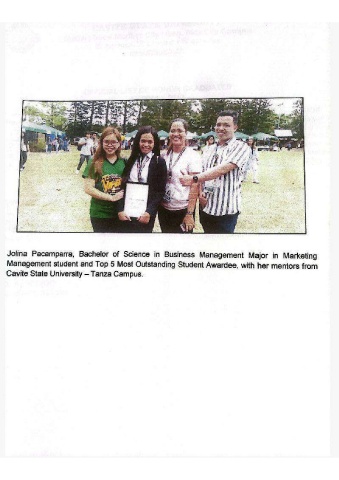 Jolina Pacamparra, Bachelor of Science in Business Management Major in Marketing
Management student and Top 5 Most Outstanding Student Awardee, with her mentors from
Cavite State University – Tanza Campus.